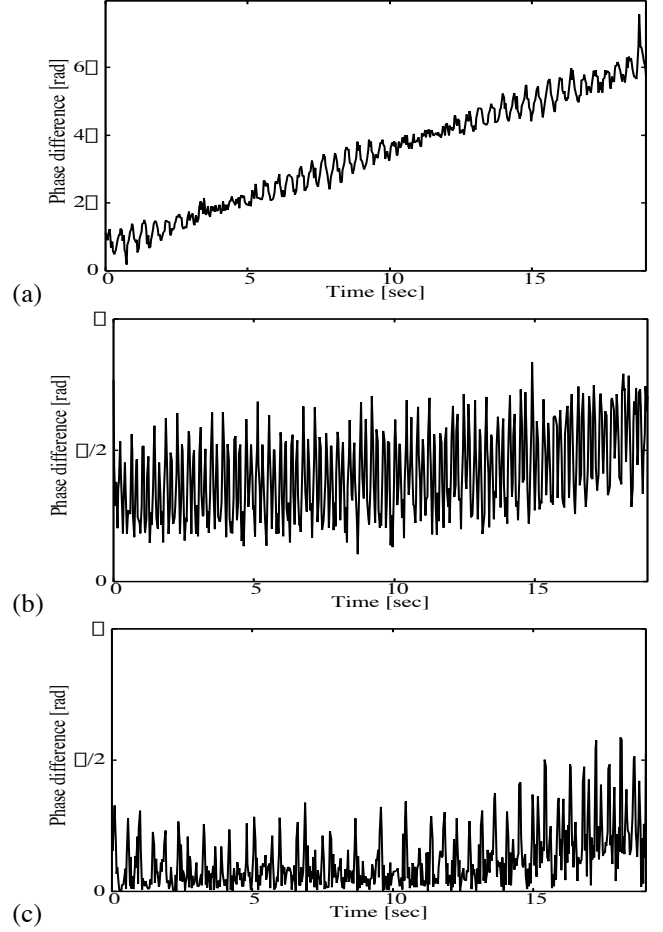 Phase difference [rad]
6□
4□
2□
0
0 5 10 15
Time [sec]
(a)
Phase difference [rad]
□
□/2
0
0 5 10 15
Time [sec]
(b)
Phase difference [rad]
□
□/2
0
0 5 10 15
Time [sec]
(c)